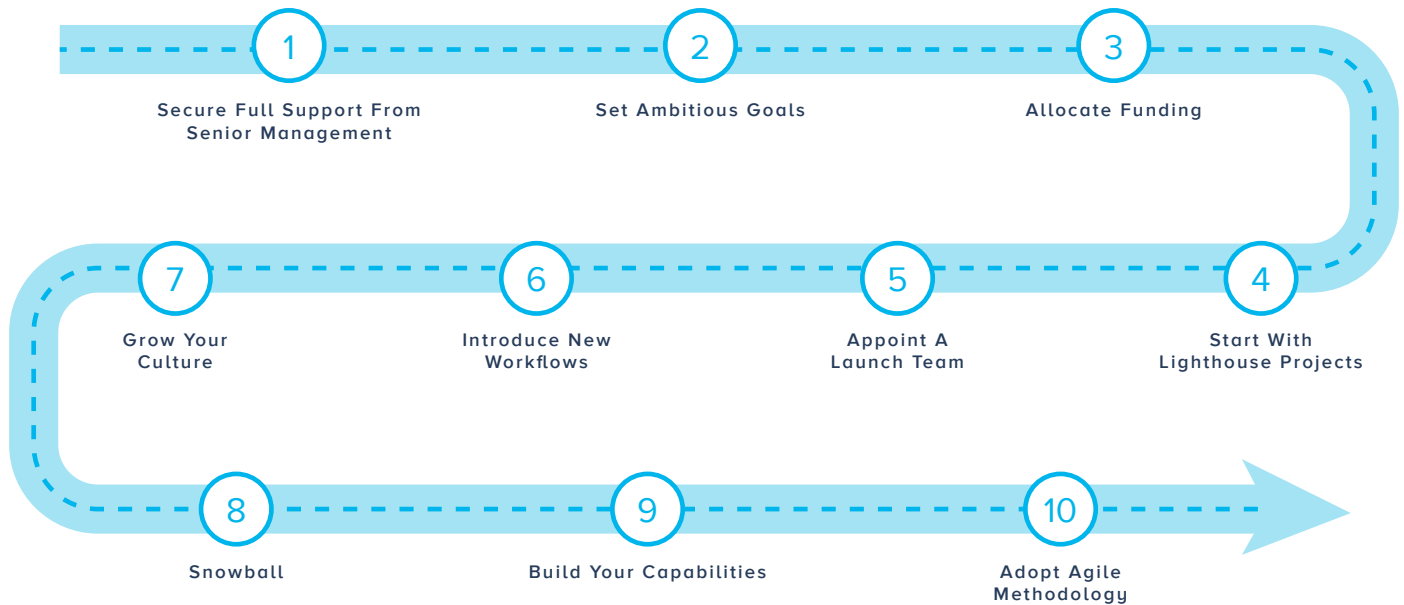 1
Secure Full Support From
Senior Management
2
Set Ambitious Goals
3
Allocate Funding
4
Start With
Lighthouse Projects
5
Appoint A
Launch Team
6
Introduce New
Workflows
7
Grow Your
Culture
8
Snowball
9
Build Your Capabilities
10
Adopt Agile
Methodology